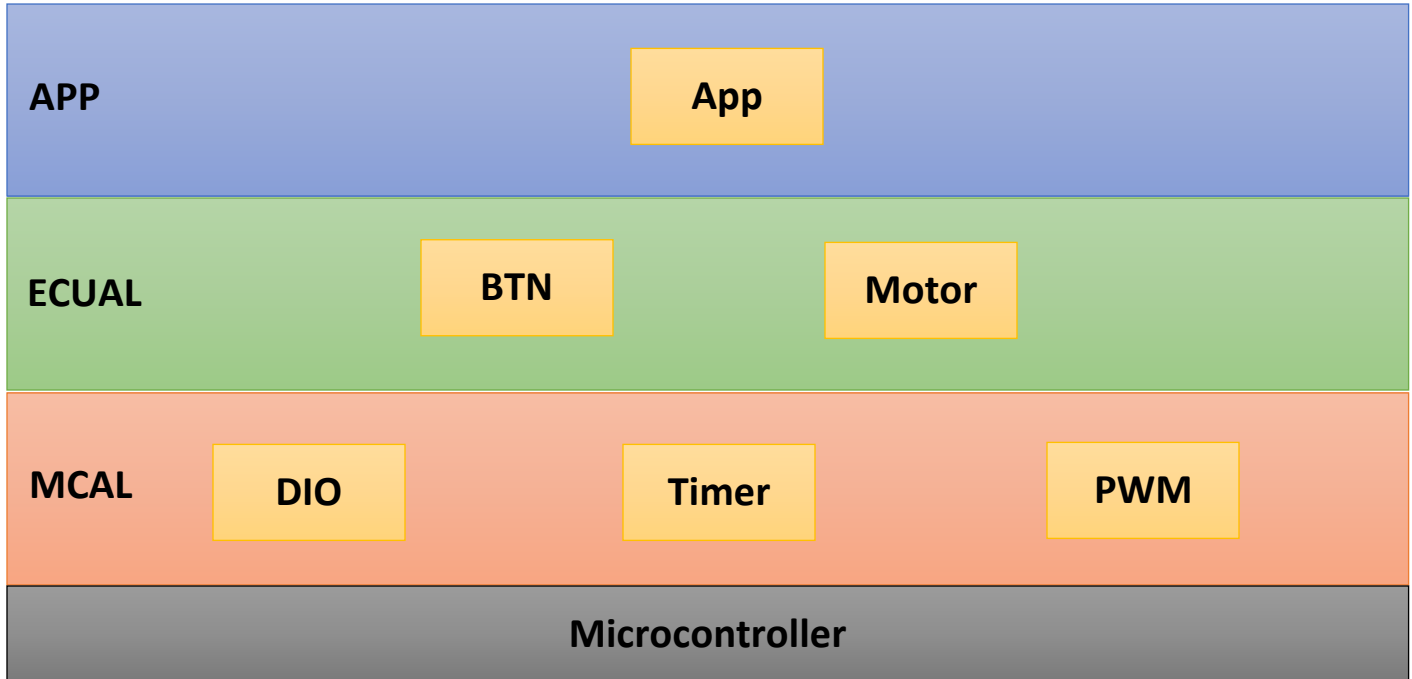 APP
App
ECUAL
BTN
Motor
MCAL
DIO
Timer
PWM
Microcontroller